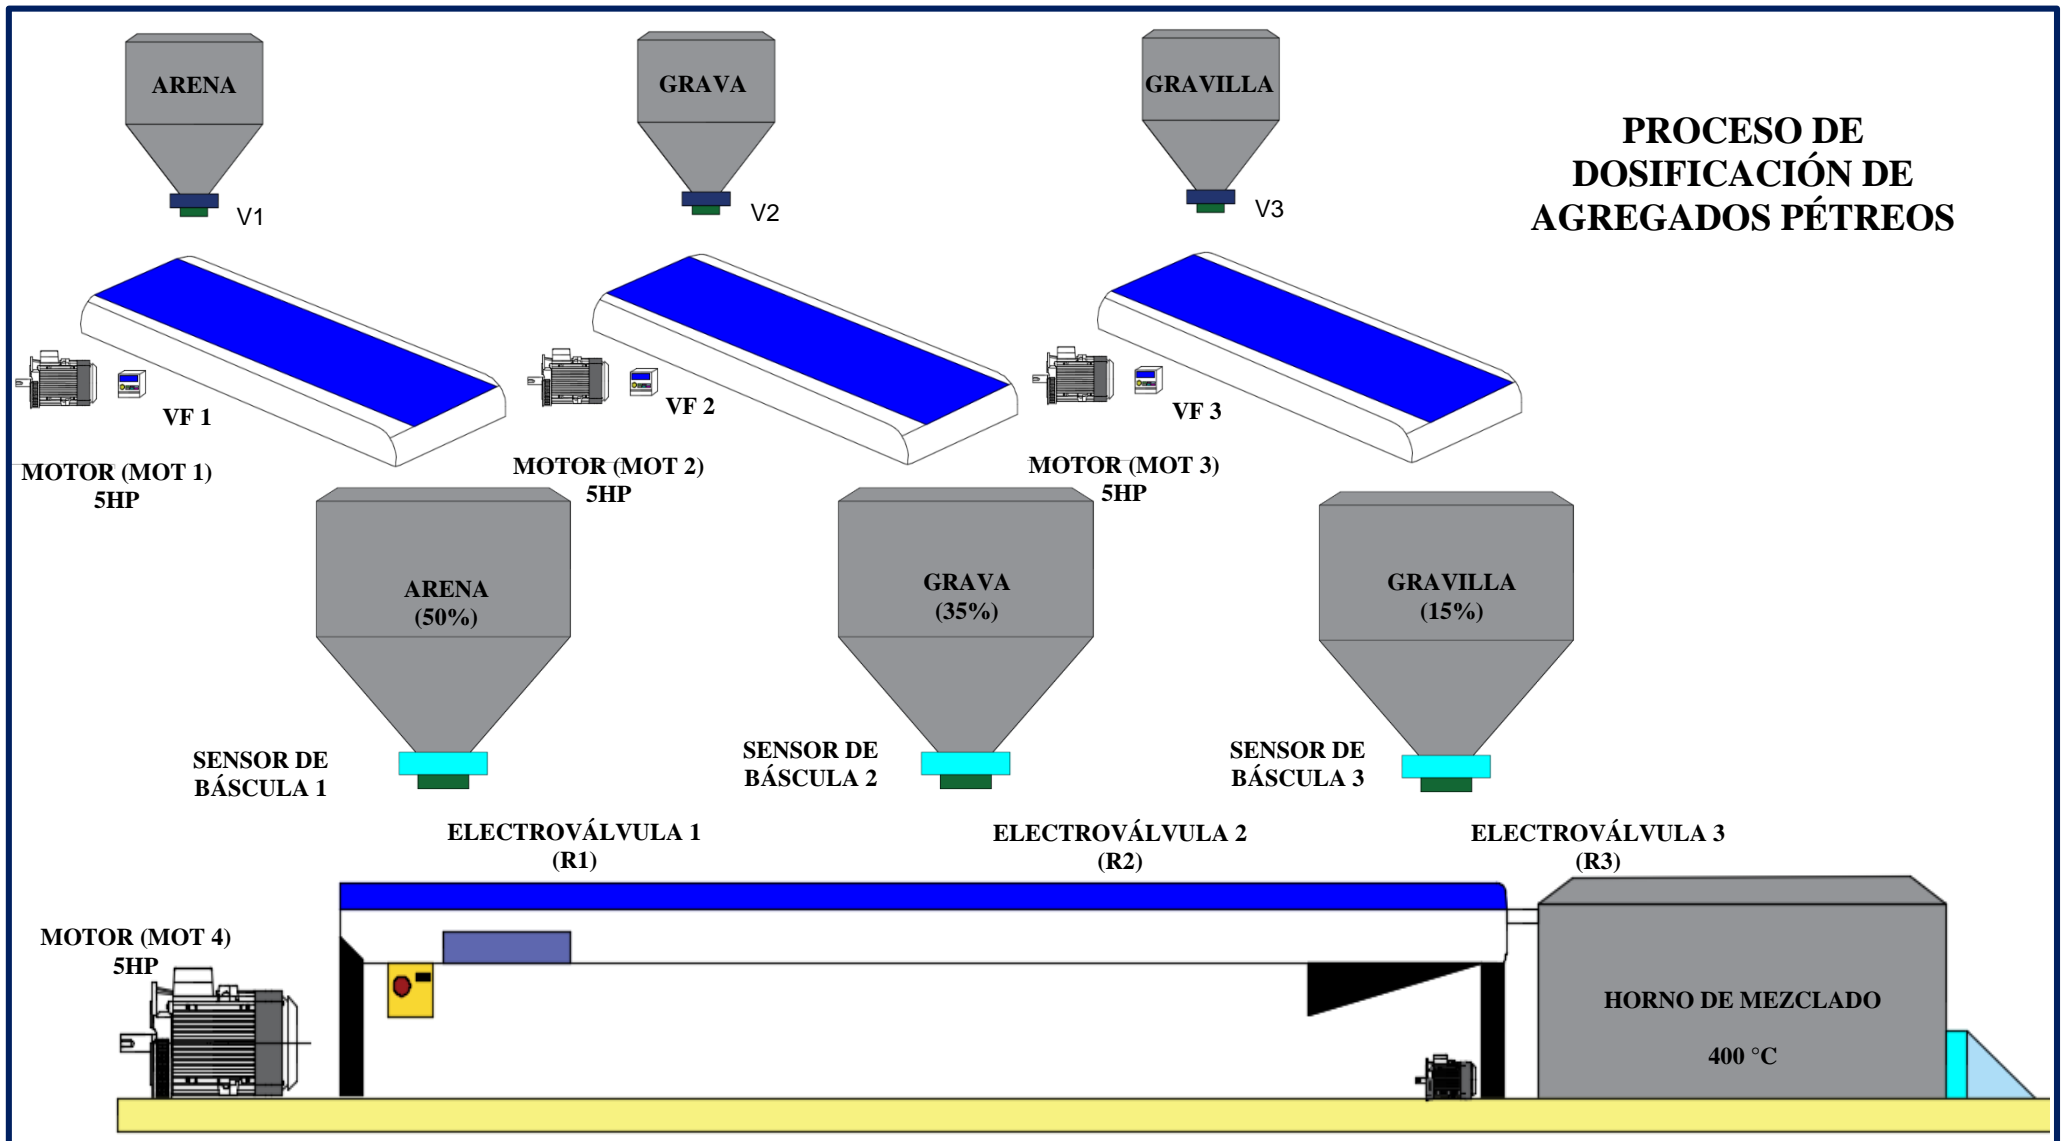 ARENA
GRAVA
GRAVILLA
PROCESO DE
DOSIFICACIÓN DE
AGREGADOS PÉTREOS
V1
V2
V3
VF 1
VF 2
VF 3
MOTOR (MOT 1)
5HP
MOTOR (MOT 2)
5HP
MOTOR (MOT 3)
5HP
ARENA
(50%)
GRAVA
(35%)
GRAVILLA
(15%)
SENSOR DE
BÁSCULA 1
SENSOR DE
BÁSCULA 2
SENSOR DE
BÁSCULA 3
ELECTROVÁLVULA 1
(R1)
ELECTROVÁLVULA 2
(R2)
ELECTROVÁLVULA 3
(R3)
MOTOR (MOT 4)
5HP
HORNO DE MEZCLADO
400 °C